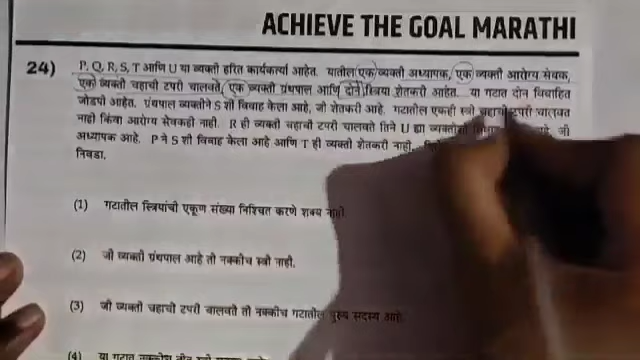 ACHIEVE THE GOAL MARATHI
24) P, Q, R, S, T आणि U या व्यक्ती हरित कार्यकर्त्या आहेत. यातील एक व्यक्ती अध्यापक, एक व्यक्ती आरोग्य सेवक,
एक व्यक्ती चहाची टपरी चालवते, एक व्यक्ती ग्रंथपाल आणि दोन स्त्रिया शेतकरी आहेत. या गटात दोन विवाहित
जोडपी आहेत. ग्रंथपाल व्यक्तीने S शी विवाह केला आहे, जी शेतकरी आहे. गटातील एकही स्त्री चहाची टपरी चालवत
नाही किंवा आरोग्य सेवकही नाही. R ही व्यक्ती चहाची टपरी चालवते तिने U ह्या व्यक्तीशी जी
अध्यापक आहे. P ने S शी विवाह केला आहे आणि T ही व्यक्ती शेतकरी नाही.
निवडा.
(1) गटातील स्त्रियांची एकूण संख्या निश्चित करणे शक्य नाही.
(2) जी व्यक्ती ग्रंथपाल आहे ती नक्कीच स्त्री नाही.
(3) जी व्यक्ती चहाची टपरी चालवते ती नक्कीच गटातील पुरुष सदस्य आहे.
(4) या गटात नक्कीच तीन